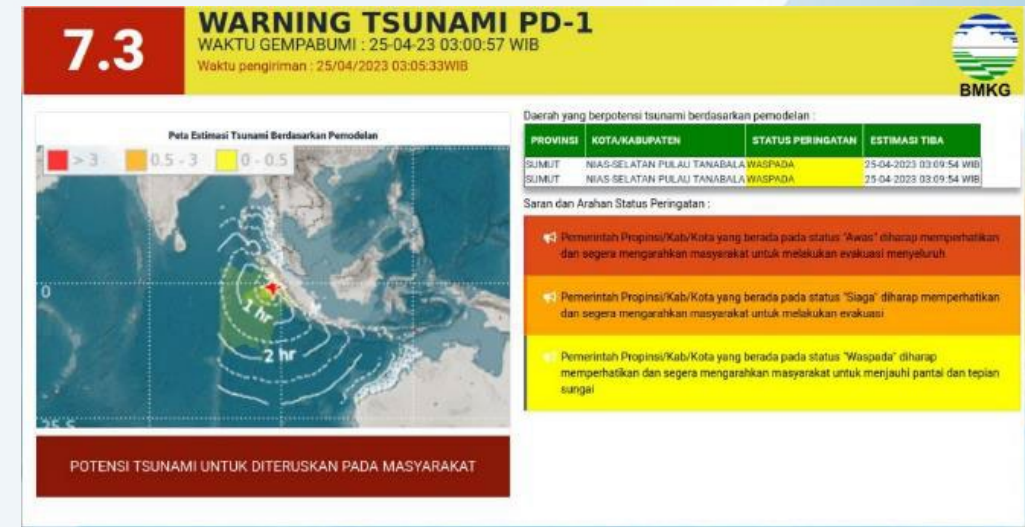 7.3
WARNING TSUNAMI PD-1
WAKTU GEMPABUMI : 25-04-23 03:00:57 WIB
Waktu pengiriman : 25/04/2023 03:05:33WIB
BMKG
Peta Estimasi Tsunami Berdasarkan Pemodelan
> 3 0.5 - 3 0 - 0.5
0
1 hr
2 hr
25 S
POTENSI TSUNAMI UNTUK DITERUSKAN PADA MASYARAKAT
Daerah yang berpotensi tsunami berdasarkan pemodelan :
PROVINSI KOTA/KABUPATEN STATUS PERINGATAN ESTIMASI TIBA
SUMUT NIAS-SELATAN PULAU TANABALA WASPADA 25-04-2023 03:09:54 WIB
SUMUT NIAS-SELATAN PULAU TANABALA WASPADA 25-04-2023 03:09:54 WIB
Saran dan Arahan Status Peringatan :
Pemerintah Propinsi/Kab/Kota yang berada pada status "Awas" diharap memperhatikan
dan segera mengarahkan masyarakat untuk melakukan evakuasi menyeluruh
Pemerintah Propinsi/Kab/Kota yang berada pada status "Siaga" diharap memperhatikan
dan segera mengarahkan masyarakat untuk melakukan evakuasi
Pemerintah Propinsi/Kab/Kota yang berada pada status "Waspada" diharap
memperhatikan dan segera mengarahkan masyarakat untuk menjauhi pantai dan tepian
sungai